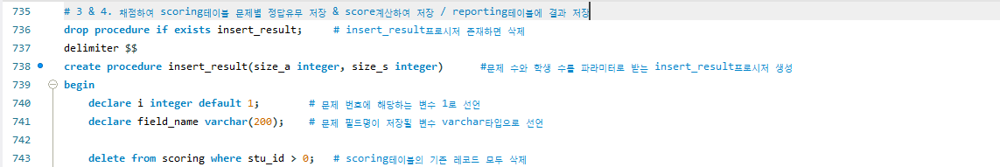 735 # 3 & 4. 채점하여 scoring테이블 문제별 정답유무 저장 & score계산하여 저장 / reporting테이블에 결과 저장
736 drop procedure if exists insert_result; # insert_result프로시저 존재하면 삭제
737 delimiter $$
738 create procedure insert_result(size_a integer, size_s integer) #문제 수와 학생 수를 파라미터로 받는 insert_result프로시저 생성
739 begin
740 declare i integer default 1; # 문제 번호에 해당하는 변수 1로 선언
741 declare field_name varchar(200); # 문제 필드명이 저장될 변수 varchar타입으로 선언
742
743 delete from scoring where stu_id > 0; # scoring테이블의 기존 레코드 모두 삭제